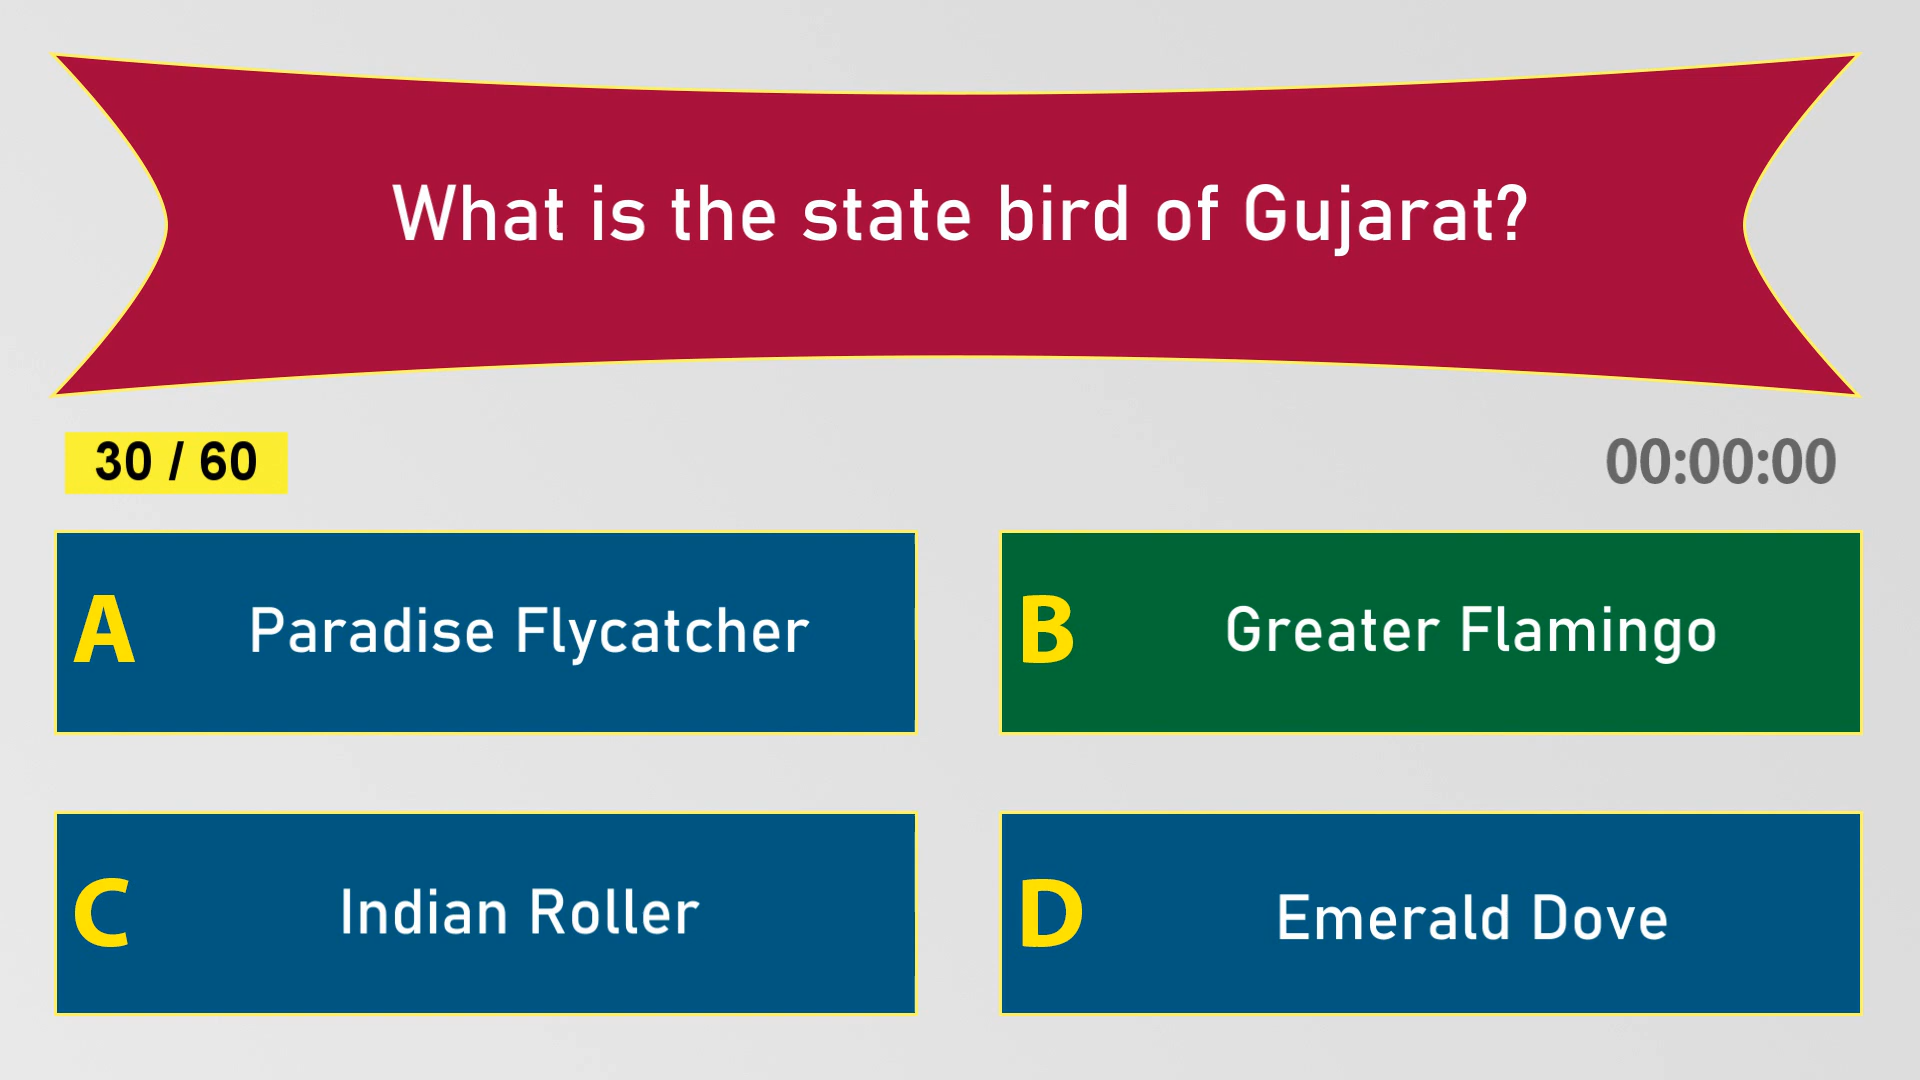 What is the state bird of Gujarat?
30 / 60
00:00:00
A Paradise Flycatcher
B Greater Flamingo
C Indian Roller
D Emerald Dove